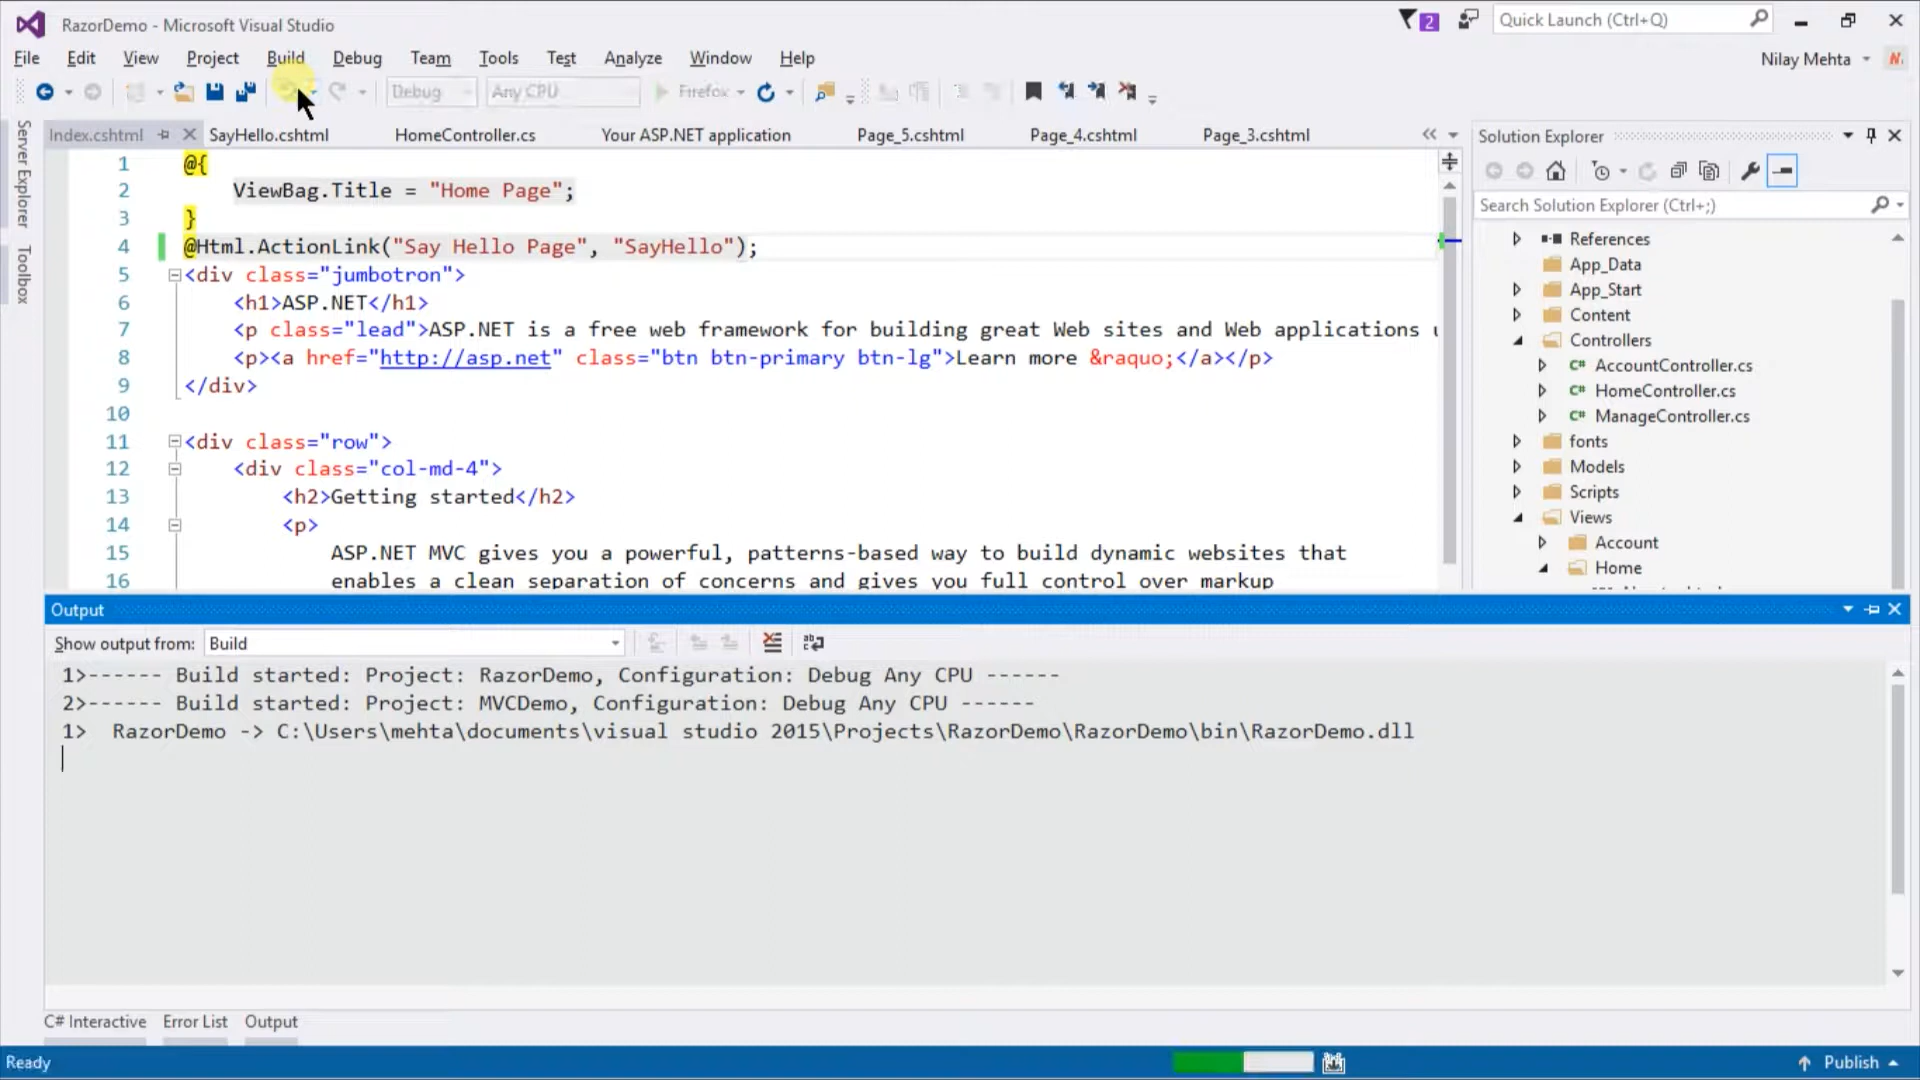 RazorDemo - Microsoft Visual Studio
2
Quick Launch (Ctrl+Q)
File Edit View Project Build Debug Team Tools Test Analyze Window Help
Nilay Mehta
Debug Any CPU Firefox
Index.cshtml SayHello.cshtml HomeController.cs Your ASP.NET application Page_5.cshtml Page_4.cshtml Page_3.cshtml
Server Explorer
Toolbox
1 @{
2 ViewBag.Title = "Home Page";
3 }
4 @Html.ActionLink("Say Hello Page", "SayHello");
5 <div class="jumbotron">
6 <h1>ASP.NET</h1>
7 <p class="lead">ASP.NET is a free web framework for building great Web sites and Web applications
8 <p><a href="http://asp.net" class="btn btn-primary btn-lg">Learn more &raquo;</a></p>
9 </div>
10
11 <div class="row">
12 <div class="col-md-4">
13 <h2>Getting started</h2>
14 <p>
15 ASP.NET MVC gives you a powerful, patterns-based way to build dynamic websites that
16 enables a clean separation of concerns and gives you full control over markup
Solution Explorer
Search Solution Explorer (Ctrl+;)
References
App_Data
App_Start
Content
Controllers
C# AccountController.cs
C# HomeController.cs
C# ManageController.cs
fonts
Models
Scripts
Views
Account
Home
Output
Show output from: Build
1>------ Build started: Project: RazorDemo, Configuration: Debug Any CPU ------
2>------ Build started: Project: MVCDemo, Configuration: Debug Any CPU ------
1> RazorDemo -> C:\Users\mehta\documents\visual studio 2015\Projects\RazorDemo\RazorDemo\bin\RazorDemo.dll
C# Interactive Error List Output
Ready
Publish